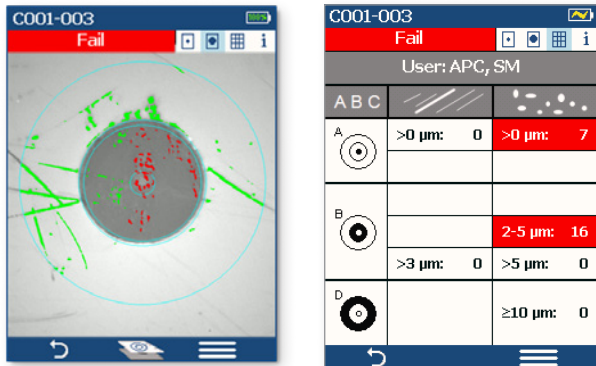 C001-003
100%
Fail
i
C001-003
Fail
i
User: APC, SM
A B C
A
>0 µm: 0
>0 µm: 7
B
2-5 µm: 16
>3 µm: 0
>5 µm: 0
D
≥10 µm: 0